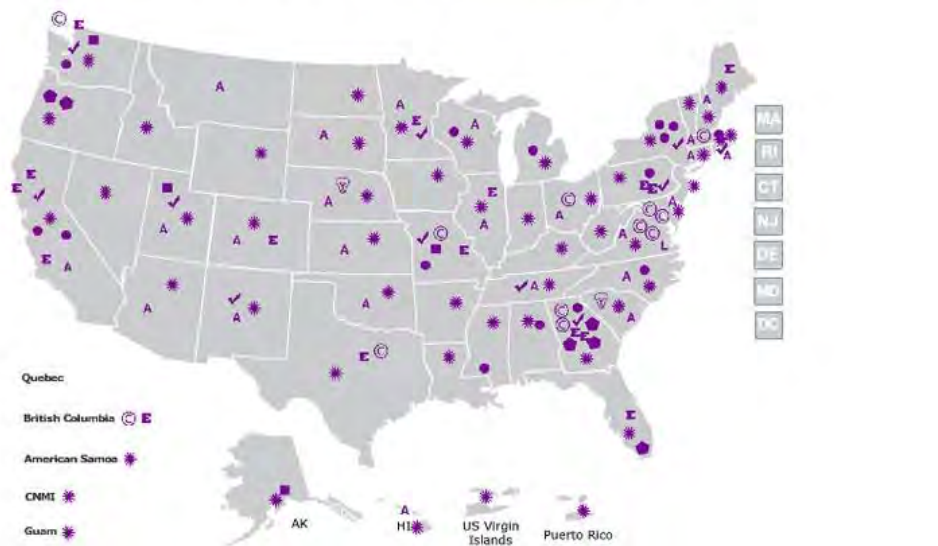 MA
RI
CT
NJ
DE
MD
DC
Quebec
British Columbia © E
American Samoa
CNMI
Guam
AK
A
HI
US Virgin
Islands
Puerto Rico